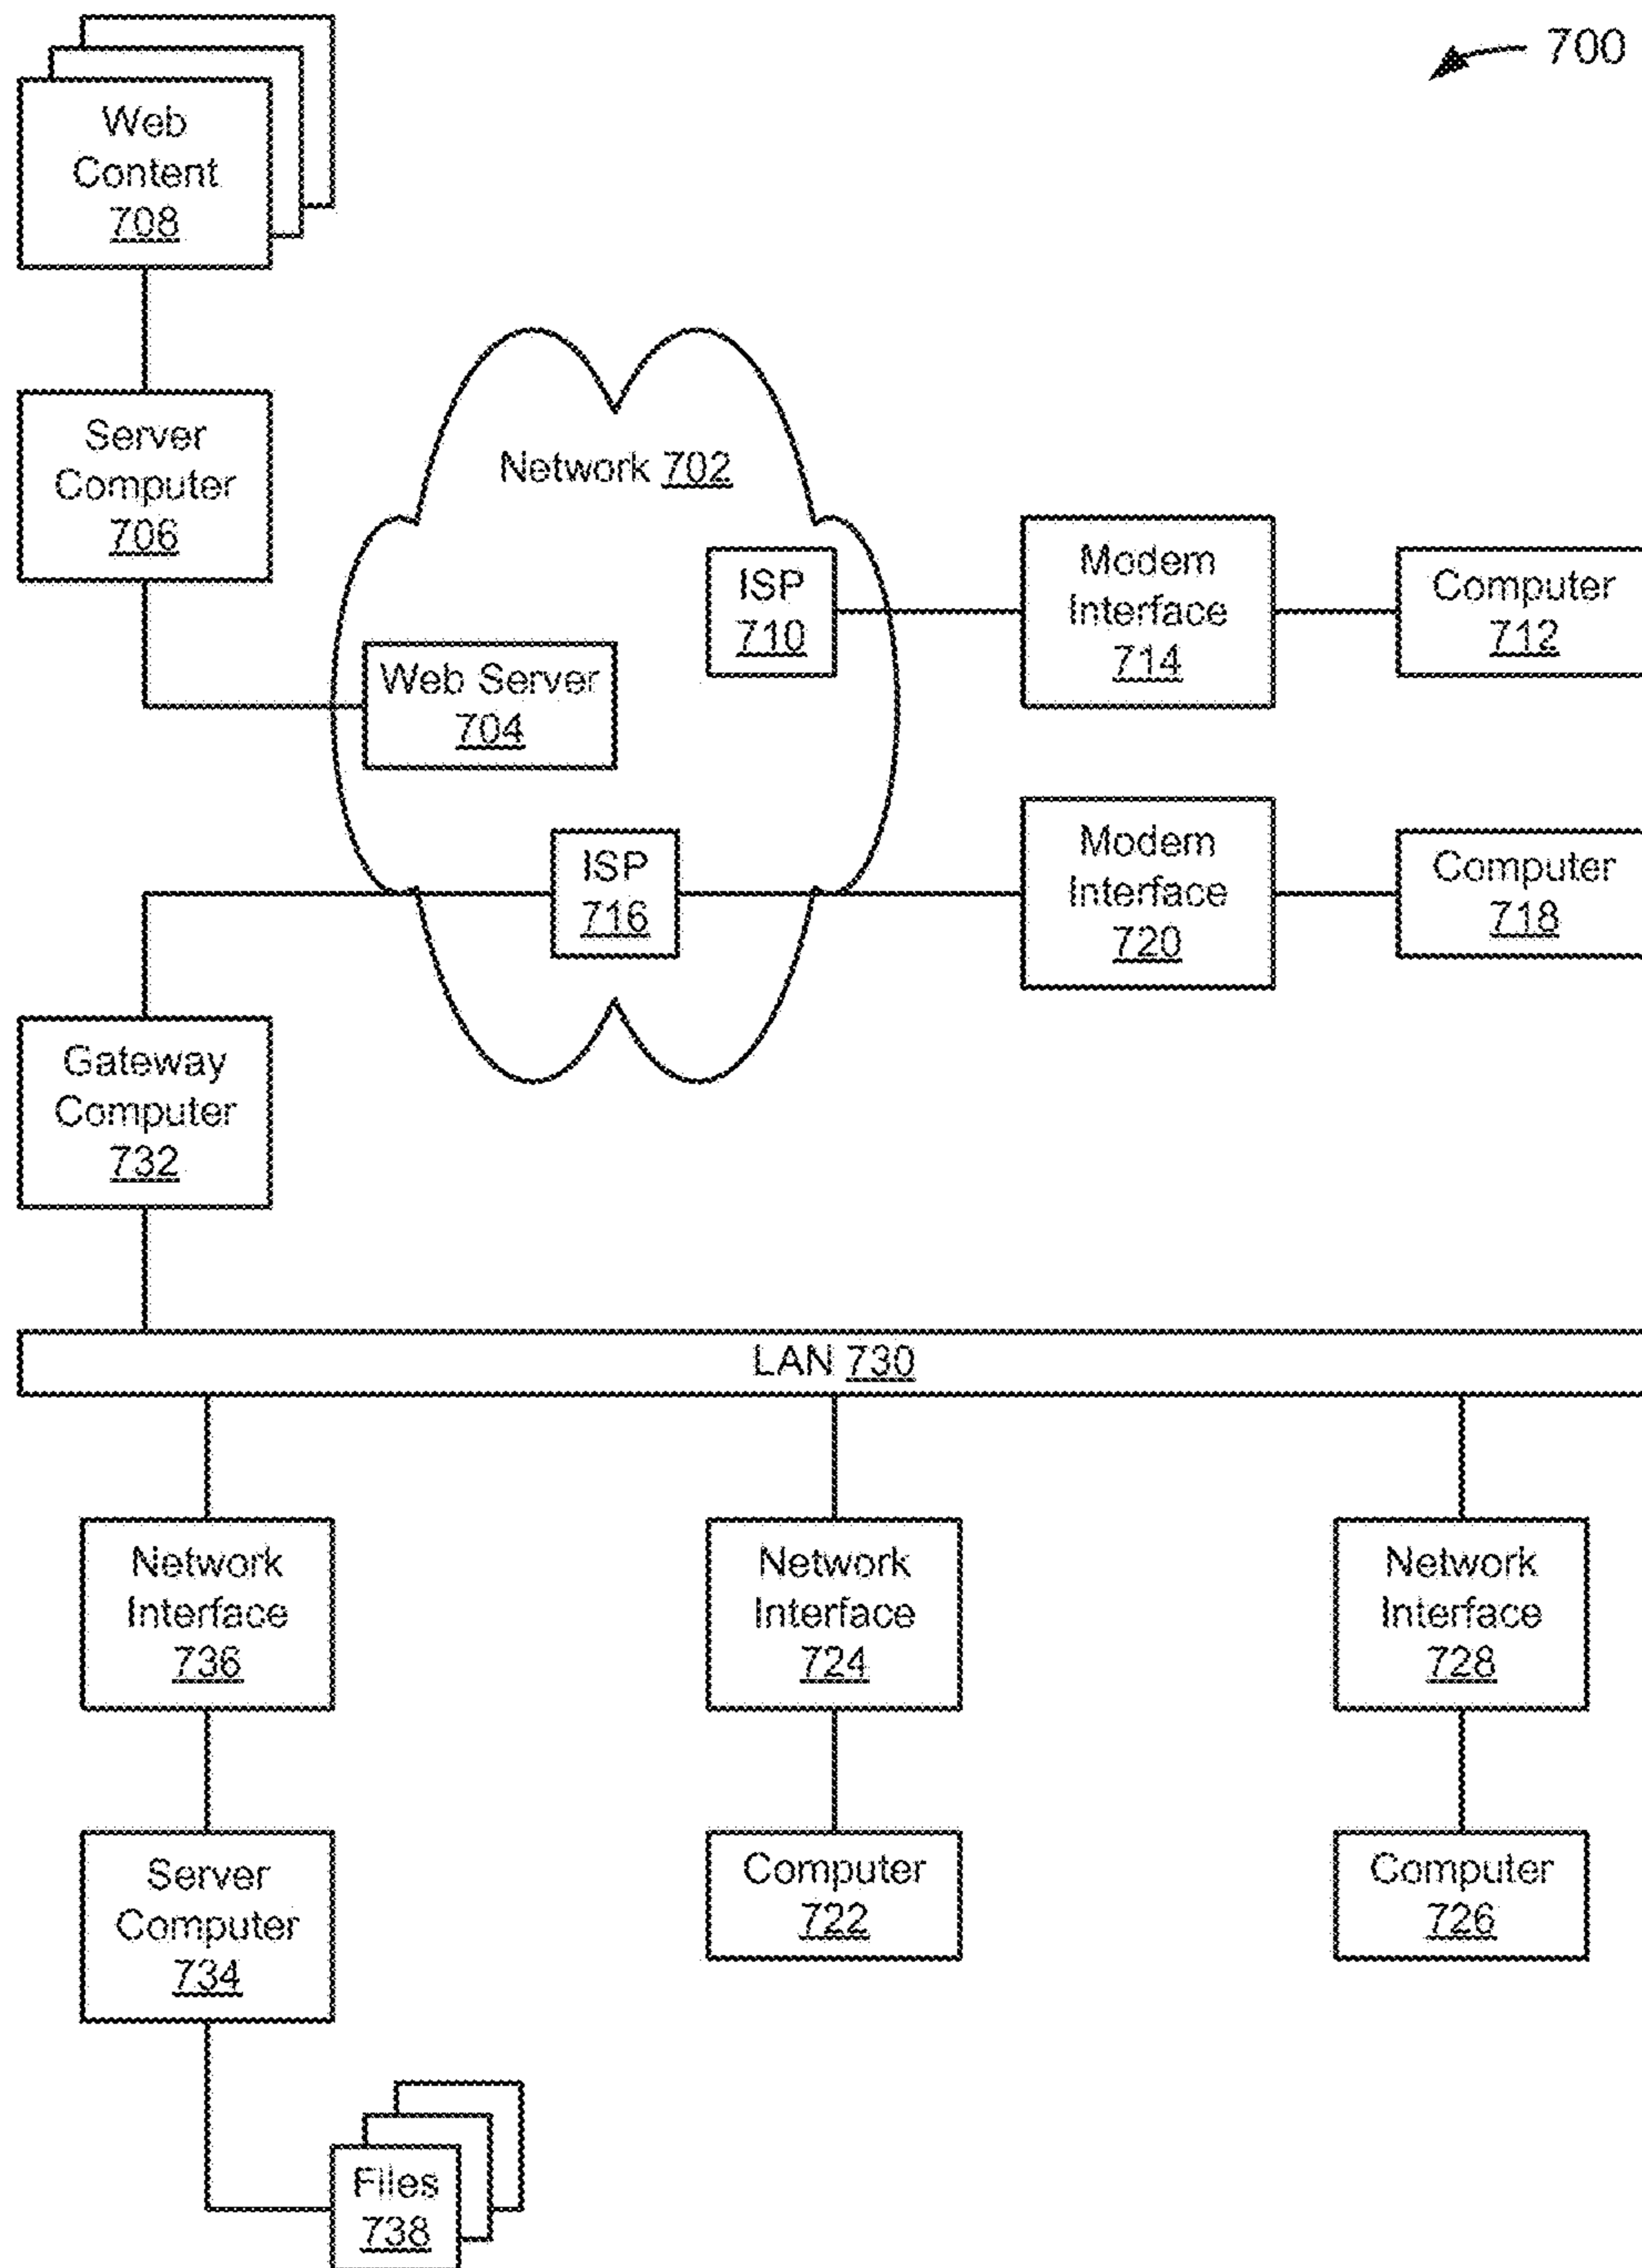 700
Web
Content
708
Server
Computer
706
Network 702
ISP
710
Modem
Interface
714
Computer
712
Web Server
704
ISP
716
Modem
Interface
720
Computer
718
Gateway
Computer
732
LAN 730
Network
Interface
736
Network
Interface
724
Network
Interface
728
Server
Computer
734
Computer
722
Computer
726
Files
738